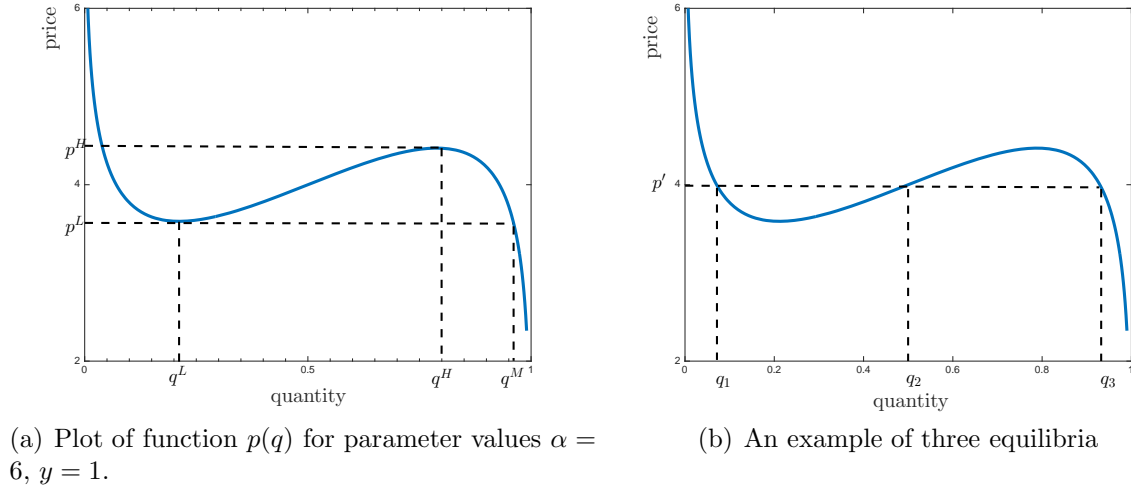 6
price
p^H
4
p^L
2
0
0.5
1
q^L
q^H
q^M
quantity
(a) Plot of function p(q) for parameter values α =
6, y = 1.
6
price
p′
4
2
0
0.2
0.4
0.6
0.8
1
q_1
q_2
q_3
quantity
(b) An example of three equilibria